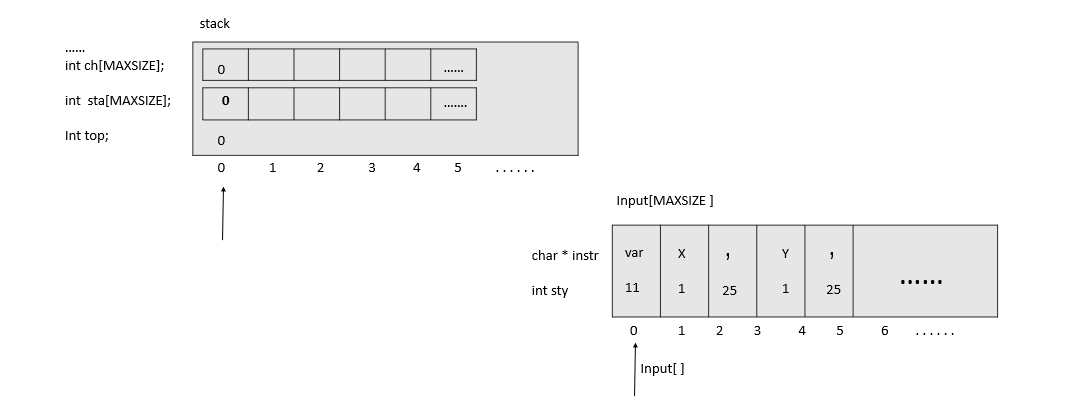 stack
......
int ch[MAXSIZE]; 0 ......
int sta[MAXSIZE]; 0 .......
Int top; 0
0 1 2 3 4 5 ......
Input[MAXSIZE ]
char * instr var X , Y , ......
int sty 11 1 25 1 25
0 1 2 3 4 5 6 ......
Input[ ]